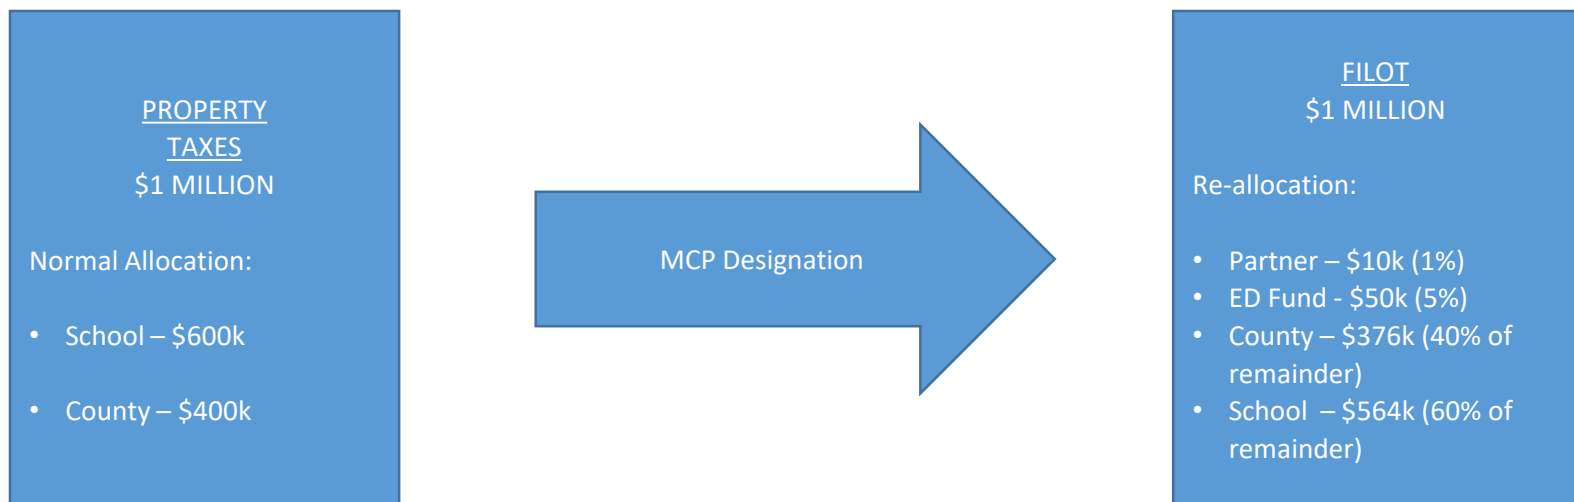 PROPERTY
TAXES
$1 MILLION
Normal Allocation:
• School – $600k
• County – $400k
MCP Designation
FILOT
$1 MILLION
Re-allocation:
• Partner – $10k (1%)
• ED Fund - $50k (5%)
• County – $376k (40% of
remainder)
• School – $564k (60% of
remainder)